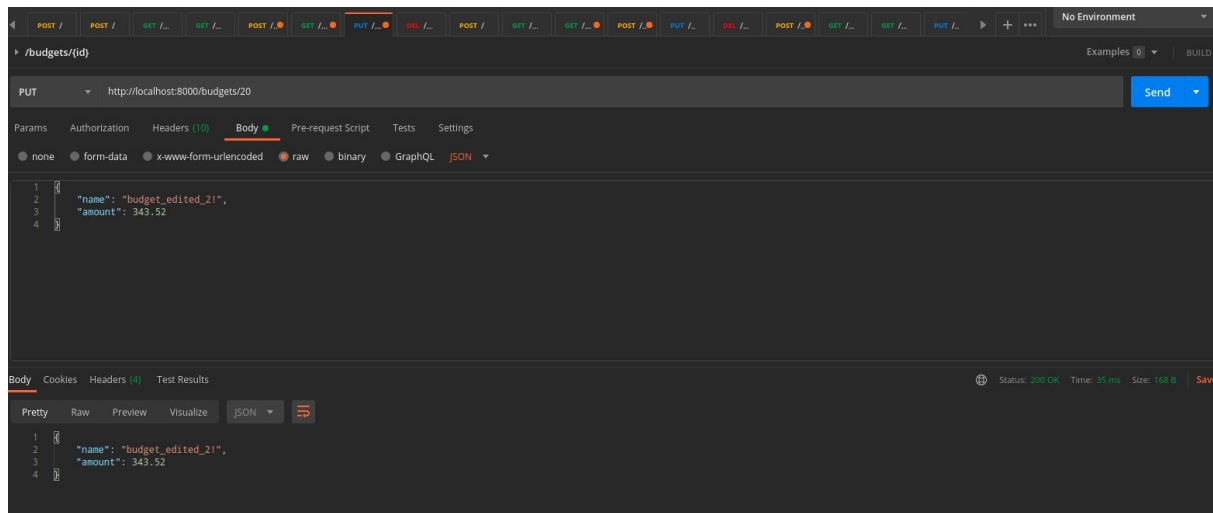 POST / POST / GET /... GET /... POST /.. GET /... PUT /... DEL /... POST / GET /... GET /... POST /.. PUT /.. DEL /... POST /.. GET /... GET /... PUT /.. + ••• No Environment
/budgets/{id} Examples 0 BUILD
PUT http://localhost:8000/budgets/20 Send
Params Authorization Headers (10) Body Pre-request Script Tests Settings
none form-data x-www-form-urlencoded raw binary GraphQL JSON
1 {
2 "name": "budget_edited_2!",
3 "amount": 343.52
4 }
Body Cookies Headers (4) Test Results Status: 200 OK Time: 35 ms Size: 168 B Save
Pretty Raw Preview Visualize JSON
1 {
2 "name": "budget_edited_2!",
3 "amount": 343.52
4 }